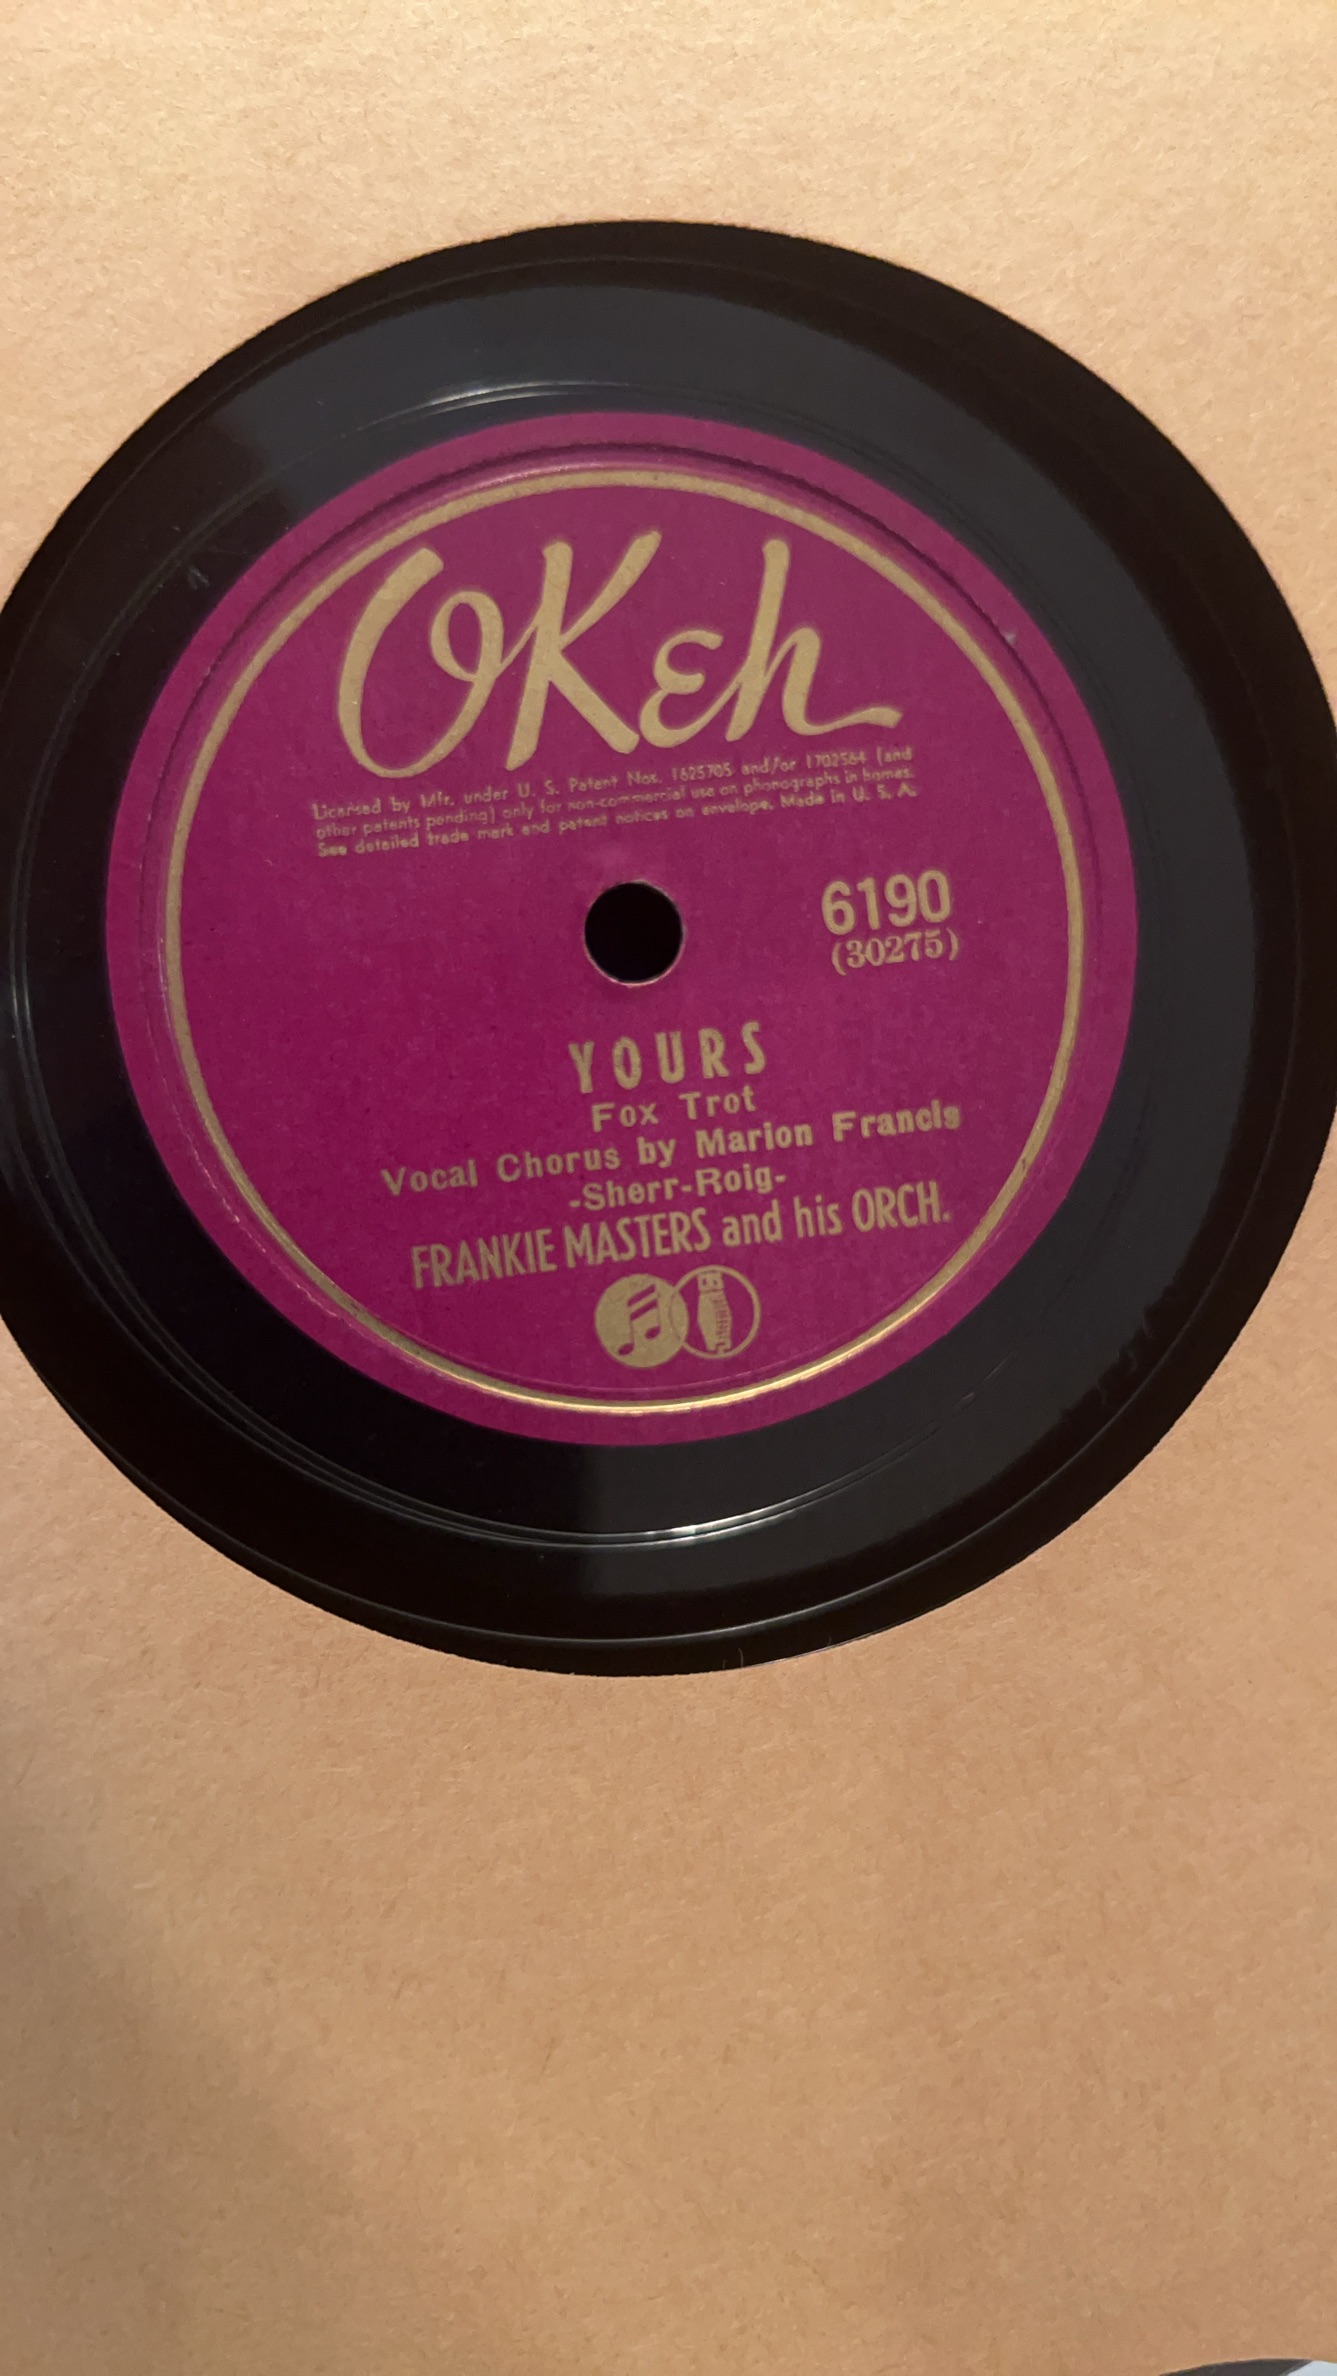 OKeh
Licensed by Mfr. under U. S. Patent Nos. 1625705 and/or 1702564 (and
other patents pending) only for non-commercial use on phonographs in homes.
See detailed trade mark and patent notices on envelope. Made in U. S. A.
6190
(30275)
YOURS
Fox Trot
Vocal Chorus by Marion Francis
-Sherr-Roig-
FRANKIE MASTERS and his ORCH.